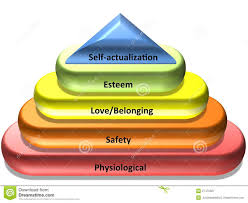 Self-actualization
Esteem
Love/Belonging
Safety
Physiological